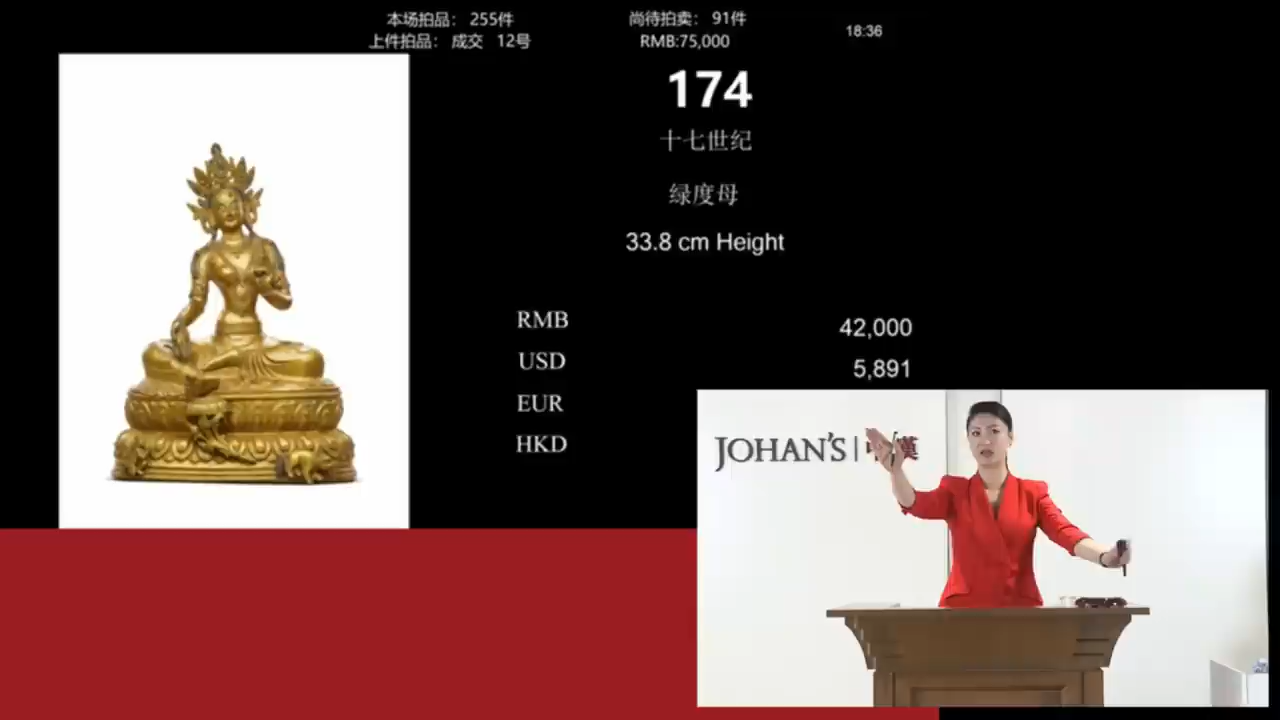 本场拍品： 255件
尚待拍卖： 91件
上件拍品： 成交 12号
RMB:75,000
18:36
174
十七世纪
绿度母
33.8 cm Height
RMB 42,000
USD 5,891
EUR
HKD
JOHAN'S